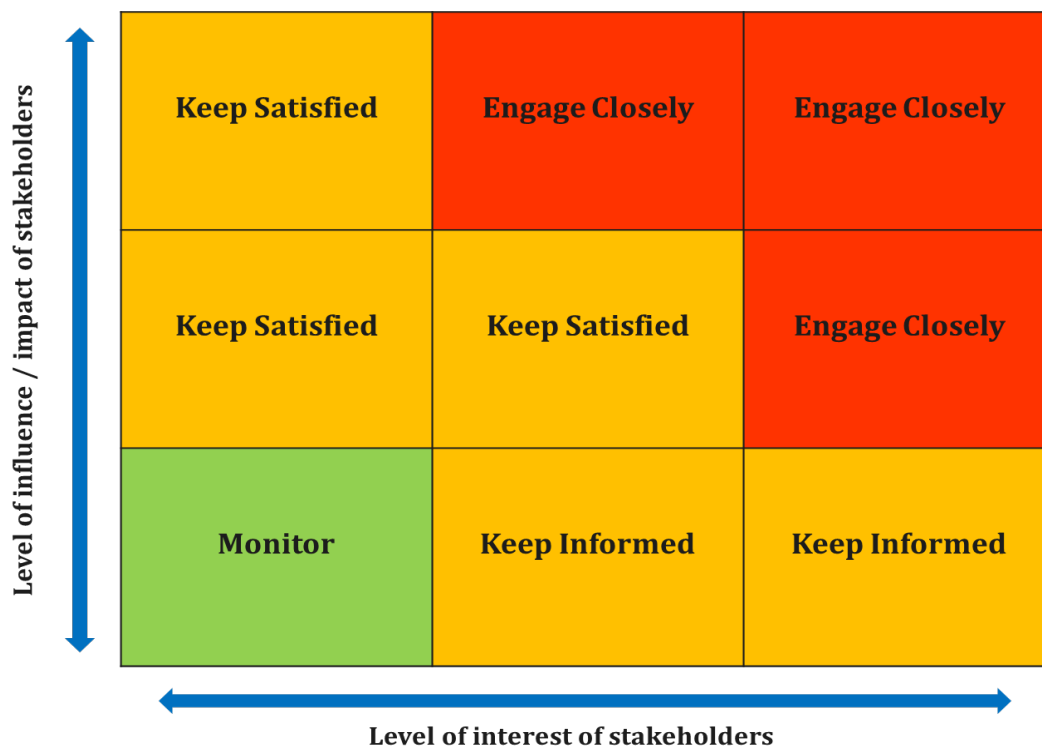 Level of influence / impact of stakeholders
Keep Satisfied
Engage Closely
Engage Closely
Keep Satisfied
Keep Satisfied
Engage Closely
Monitor
Keep Informed
Keep Informed
Level of interest of stakeholders